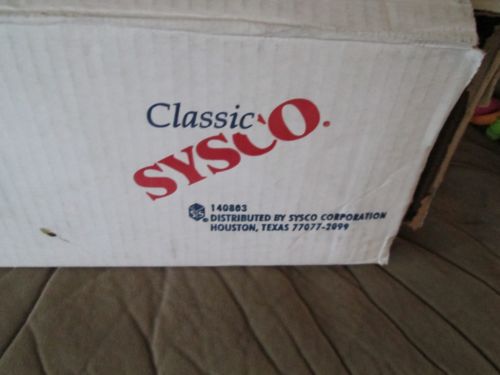 Classic
SYSCO®
140863
® DISTRIBUTED BY SYSCO CORPORATION
HOUSTON, TEXAS 77077-2099